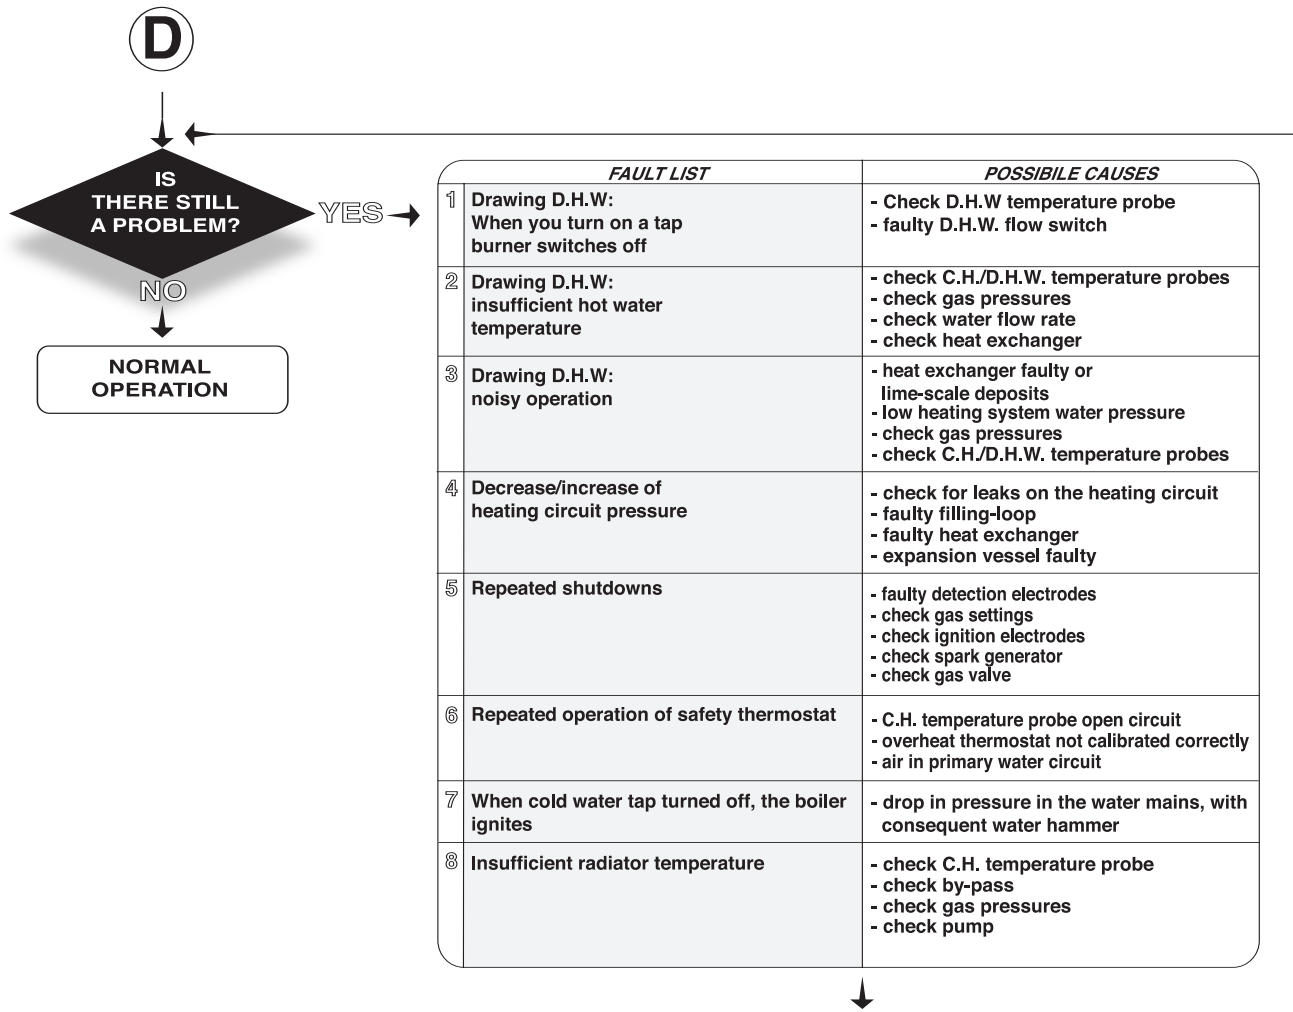 D
IS
THERE STILL
A PROBLEM?
YES
NO
NORMAL
OPERATION
FAULT LIST
POSSIBILE CAUSES
1 Drawing D.H.W:
When you turn on a tap
burner switches off
- Check D.H.W temperature probe
- faulty D.H.W. flow switch
2 Drawing D.H.W:
insufficient hot water
temperature
- check C.H./D.H.W. temperature probes
- check gas pressures
- check water flow rate
- check heat exchanger
3 Drawing D.H.W:
noisy operation
- heat exchanger faulty or
lime-scale deposits
- low heating system water pressure
- check gas pressures
- check C.H./D.H.W. temperature probes
4 Decrease/increase of
heating circuit pressure
- check for leaks on the heating circuit
- faulty filling-loop
- faulty heat exchanger
- expansion vessel faulty
5 Repeated shutdowns
- faulty detection electrodes
- check gas settings
- check ignition electrodes
- check spark generator
- check gas valve
6 Repeated operation of safety thermostat
- C.H. temperature probe open circuit
- overheat thermostat not calibrated correctly
- air in primary water circuit
7 When cold water tap turned off, the boiler
ignites
- drop in pressure in the water mains, with
consequent water hammer
8 Insufficient radiator temperature
- check C.H. temperature probe
- check by-pass
- check gas pressures
- check pump